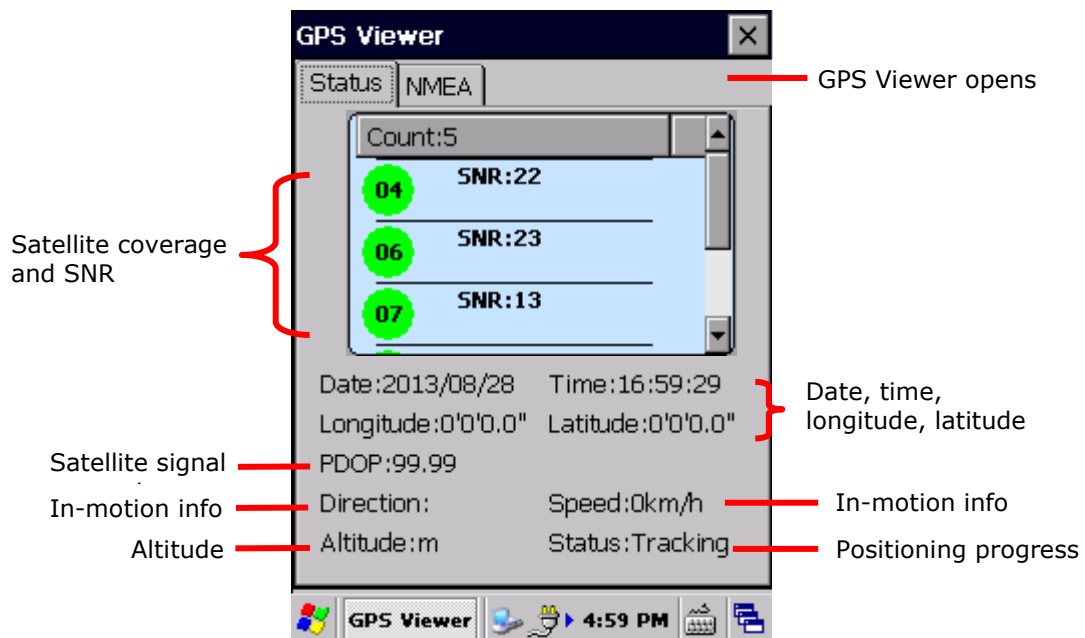 GPS Viewer
Status NMEA
GPS Viewer opens
Count:5
04 SNR:22
06 SNR:23
07 SNR:13
Satellite coverage
and SNR
Date:2013/08/28 Time:16:59:29
Longitude:0'0'0.0" Latitude:0'0'0.0"
Date, time,
longitude, latitude
Satellite signal
PDOP:99.99
In-motion info
Direction: Speed:0km/h
In-motion info
Altitude
Altitude:m Status:Tracking
Positioning progress
GPS Viewer 4:59 PM